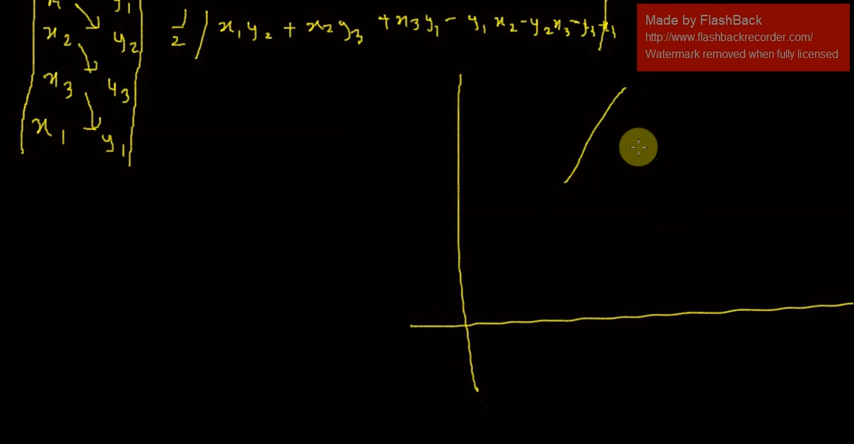 Made by FlashBack
http://www.flashbackrecorder.com/
Watermark removed when fully licensed
y₁
x₂ y₂
x₃ y₃
x₁ y₁
1/2 | x₁y₂ + x₂y₃ + x₃y₁ - y₁x₂ - y₂x₃ - y₃x₁